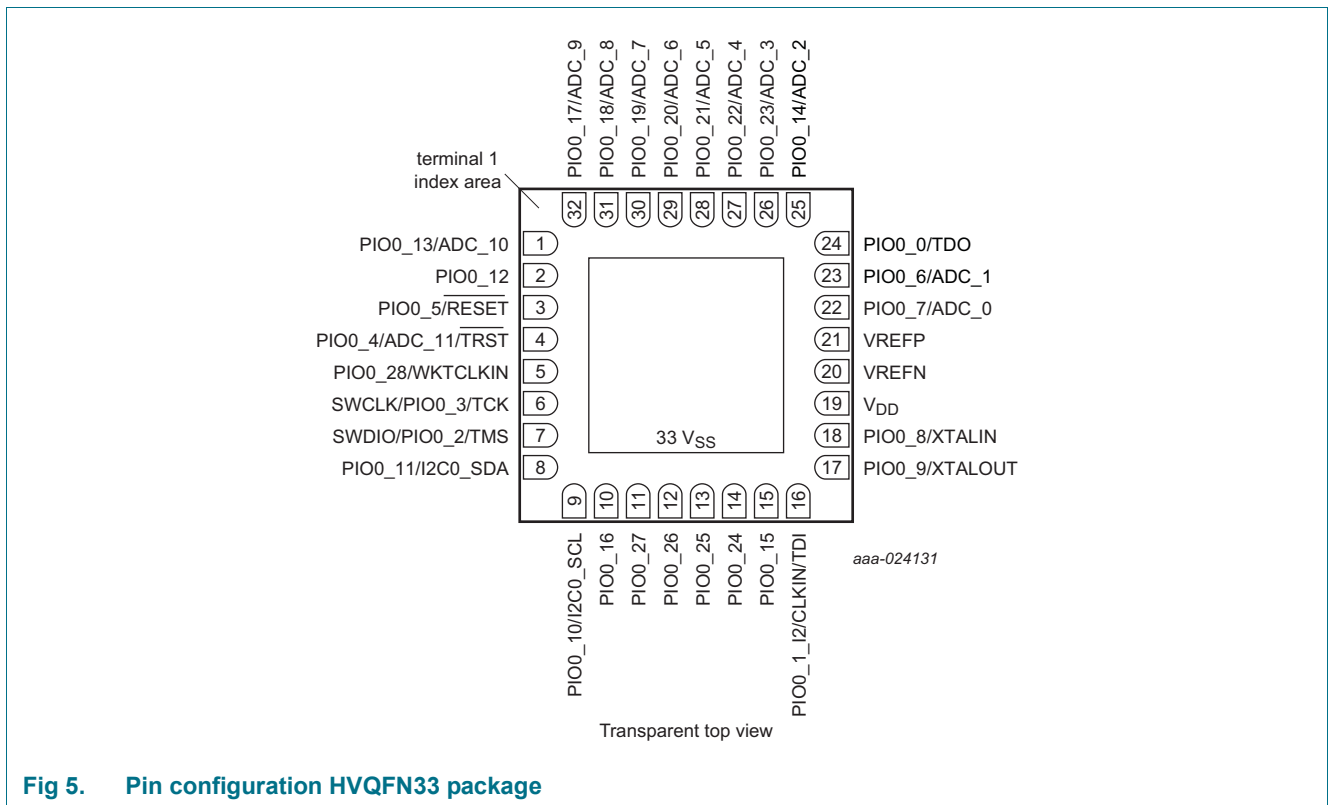 PIO0_17/ADC_9
PIO0_18/ADC_8
PIO0_19/ADC_7
PIO0_20/ADC_6
PIO0_21/ADC_5
PIO0_22/ADC_4
PIO0_23/ADC_3
PIO0_14/ADC_2
terminal 1
index area
32 31 30 29 28 27 26 25
PIO0_13/ADC_10 1
PIO0_12 2
PIO0_5/RESET 3
PIO0_4/ADC_11/TRST 4
PIO0_28/WKTCLKIN 5
SWCLK/PIO0_3/TCK 6
SWDIO/PIO0_2/TMS 7
PIO0_11/I2C0_SDA 8
24 PIO0_0/TDO
23 PIO0_6/ADC_1
22 PIO0_7/ADC_0
21 VREFP
20 VREFN
19 VDD
18 PIO0_8/XTALIN
17 PIO0_9/XTALOUT
33 VSS
9 10 11 12 13 14 15 16
PIO0_10/I2C0_SCL
PIO0_16
PIO0_27
PIO0_26
PIO0_25
PIO0_24
PIO0_15
PIO0_1_I2/CLKIN/TDI
aaa-024131
Transparent top view
Fig 5. Pin configuration HVQFN33 package